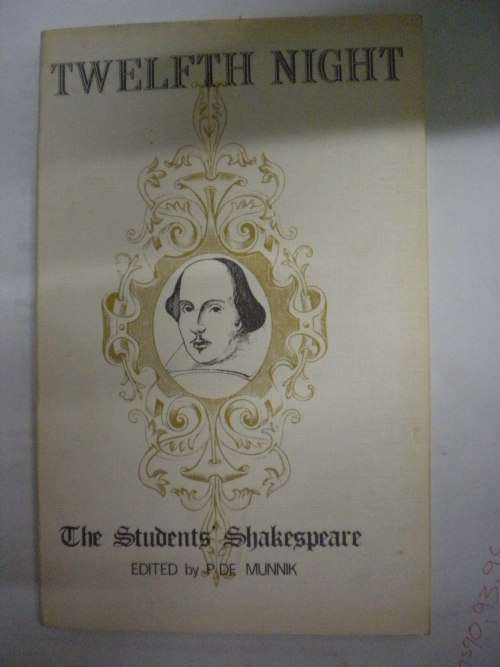 TWELFTH NIGHT
The Students' Shakespeare
EDITED by P. DE MUNNIK